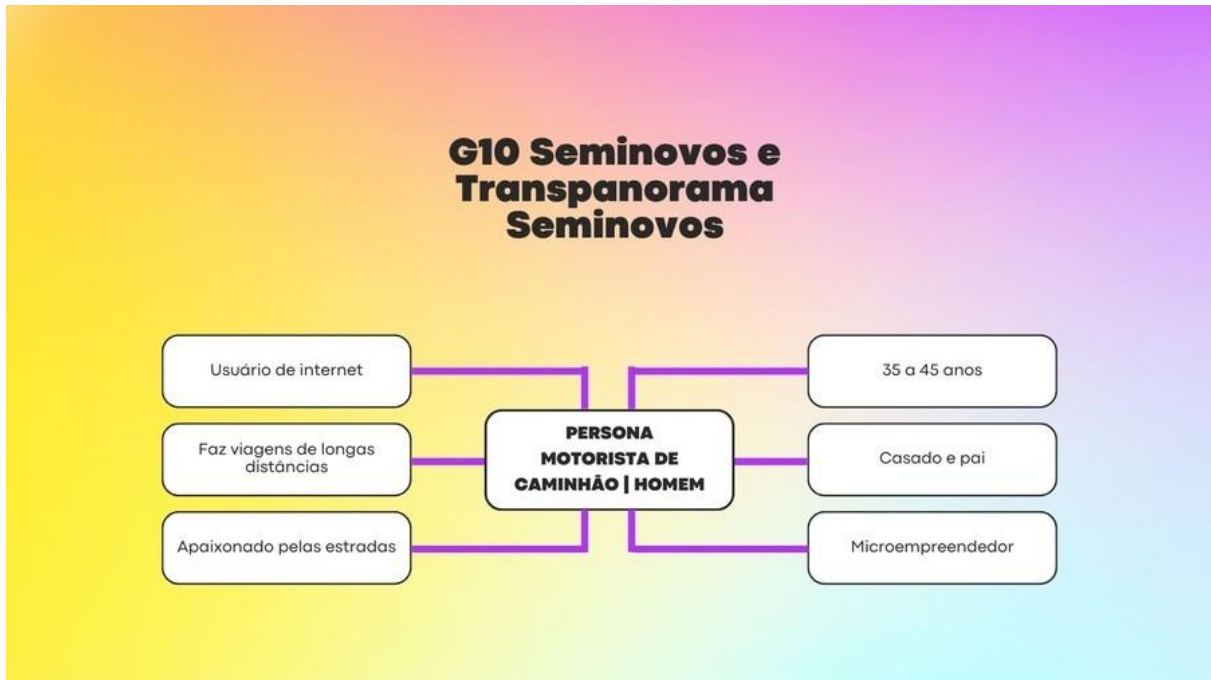 G10 Seminovos e
Transpanorama
Seminovos
Usuário de internet
Faz viagens de longas
distâncias
Apaixonado pelas estradas
PERSONA
MOTORISTA DE
CAMINHÃO | HOMEM
35 a 45 anos
Casado e pai
Microempreendedor